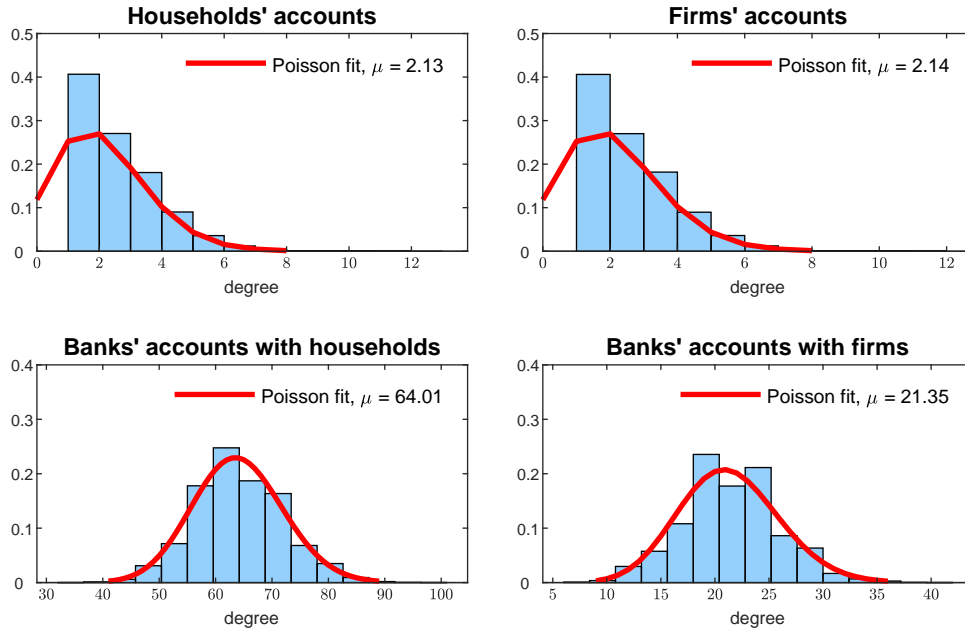 Households' accounts
0.5
0.4
0.3
0.2
0.1
0
Poisson fit, μ = 2.13
0 2 4 6 8 10 12
degree
Firms' accounts
0.5
0.4
0.3
0.2
0.1
0
Poisson fit, μ = 2.14
0 2 4 6 8 10 12
degree
Banks' accounts with households
0.4
0.3
0.2
0.1
0
Poisson fit, μ = 64.01
30 40 50 60 70 80 90 100
degree
Banks' accounts with firms
0.4
0.3
0.2
0.1
0
Poisson fit, μ = 21.35
5 10 15 20 25 30 35 40
degree